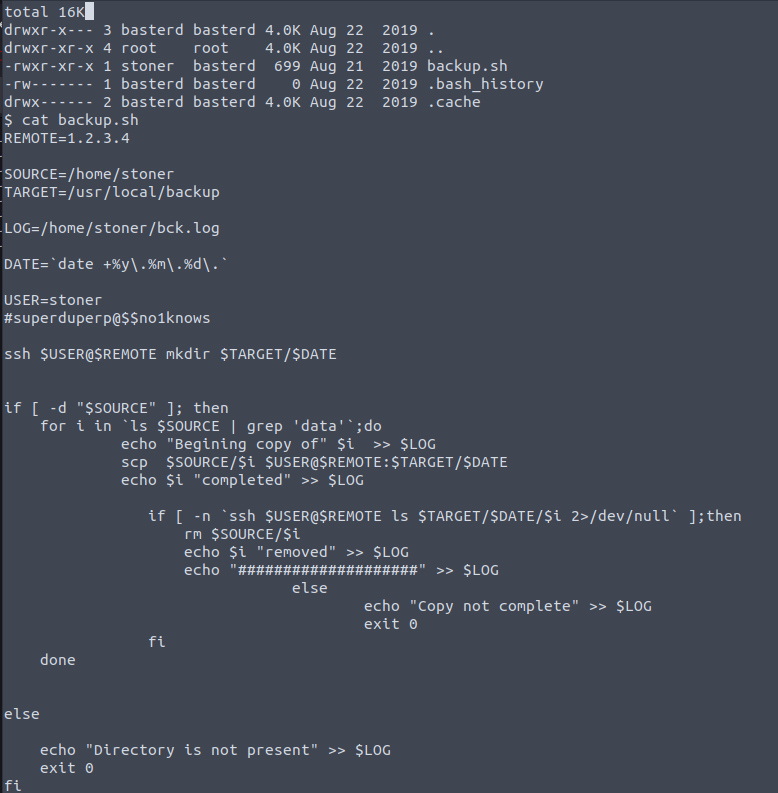 total 16K
drwxr-x--- 3 basterd basterd 4.0K Aug 22  2019 .
drwxr-xr-x 4 root    root    4.0K Aug 22  2019 ..
-rwxr-xr-x 1 stoner  basterd  699 Aug 21  2019 backup.sh
-rw------- 1 basterd basterd    0 Aug 22  2019 .bash_history
drwx------ 2 basterd basterd 4.0K Aug 22  2019 .cache
$ cat backup.sh
REMOTE=1.2.3.4
SOURCE=/home/stoner
TARGET=/usr/local/backup
LOG=/home/stoner/bck.log
DATE=`date +%y\.%m\.%d\.`
USER=stoner
#superduperp@$$no1knows
ssh $USER@$REMOTE mkdir $TARGET/$DATE
if [ -d "$SOURCE" ]; then
    for i in `ls $SOURCE | grep 'data'`;do
             echo "Begining copy of" $i  >> $LOG
             scp  $SOURCE/$i $USER@$REMOTE:$TARGET/$DATE
             echo $i "completed" >> $LOG
                if [ -n `ssh $USER@$REMOTE ls $TARGET/$DATE/$i 2>/dev/null` ];then
                    rm $SOURCE/$i
                    echo $i "removed" >> $LOG
                    echo "####################" >> $LOG
                                else
                                        echo "Copy not complete" >> $LOG
                                        exit 0
                fi
    done
else
    echo "Directory is not present" >> $LOG
    exit 0
fi